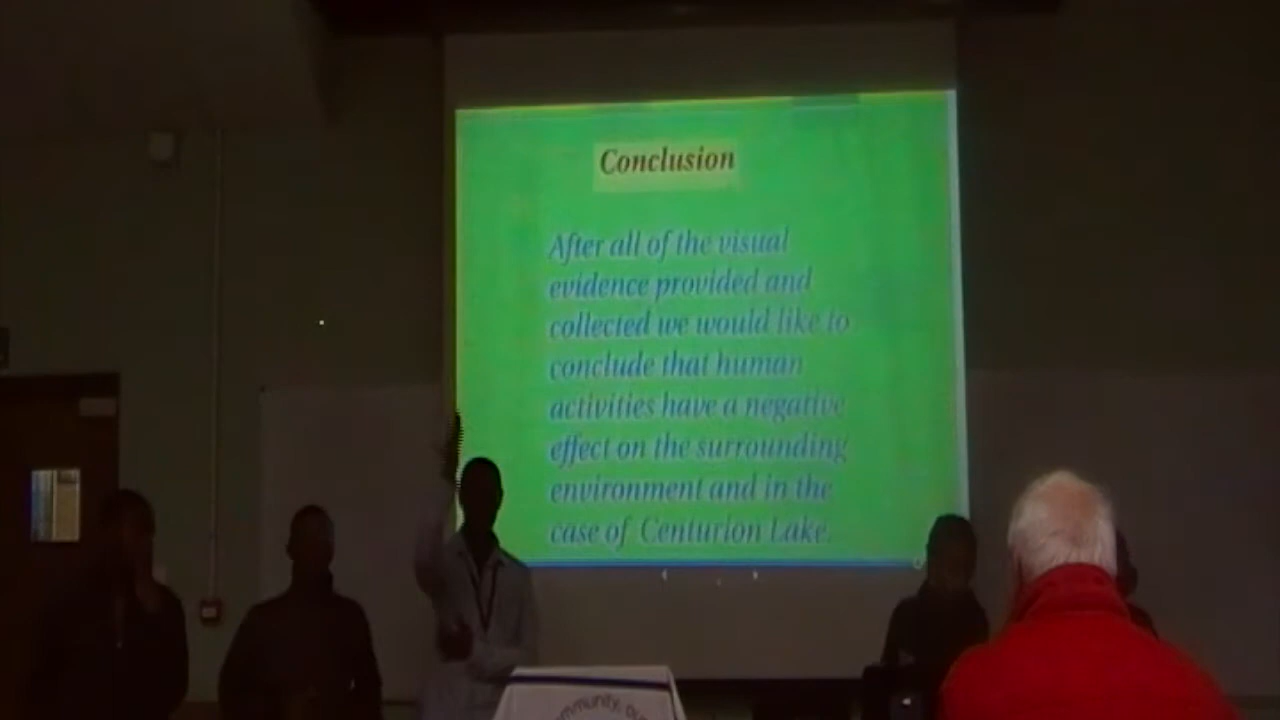 Conclusion
After all of the visual
evidence provided and
collected we would like to
conclude that human
activities have a negative
effect on the surrounding
environment and in the
case of Centurion Lake.